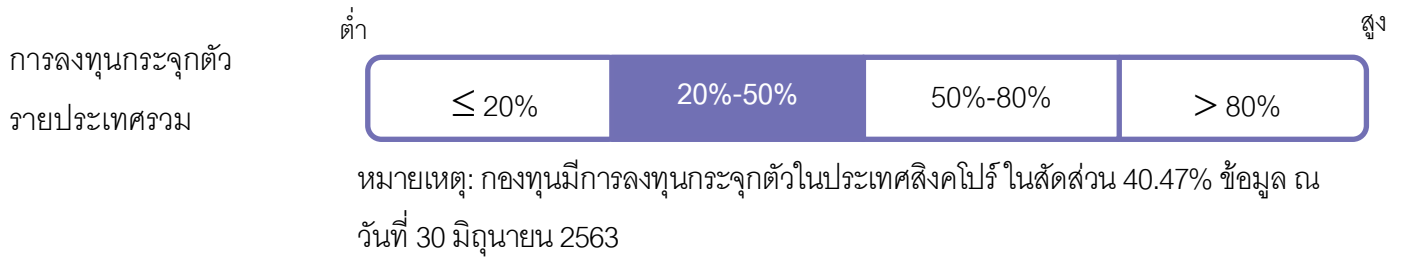 ต่ำ สูง
การลงทุนกระจุกตัว
รายประเทศรวม
≤ 20% 20%-50% 50%-80% > 80%
หมายเหตุ: กองทุนมีการลงทุนกระจุกตัวในประเทศสิงคโปร์ ในสัดส่วน 40.47% ข้อมูล ณ
วันที่ 30 มิถุนายน 2563